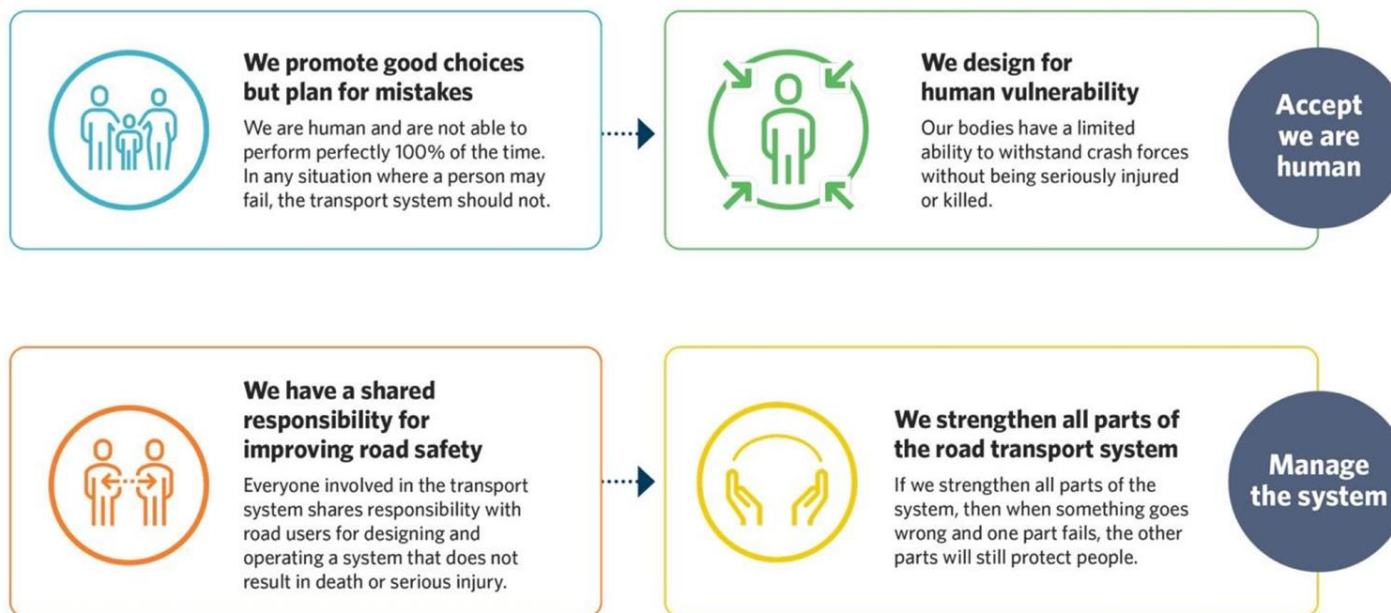 We promote good choices
but plan for mistakes
We are human and are not able to
perform perfectly 100% of the time.
In any situation where a person may
fail, the transport system should not.
We design for
human vulnerability
Our bodies have a limited
ability to withstand crash forces
without being seriously injured
or killed.
Accept
we are
human
We have a shared
responsibility for
improving road safety
Everyone involved in the transport
system shares responsibility with
road users for designing and
operating a system that does not
result in death or serious injury.
We strengthen all parts of
the road transport system
If we strengthen all parts of the
system, then when something goes
wrong and one part fails, the other
parts will still protect people.
Manage
the system